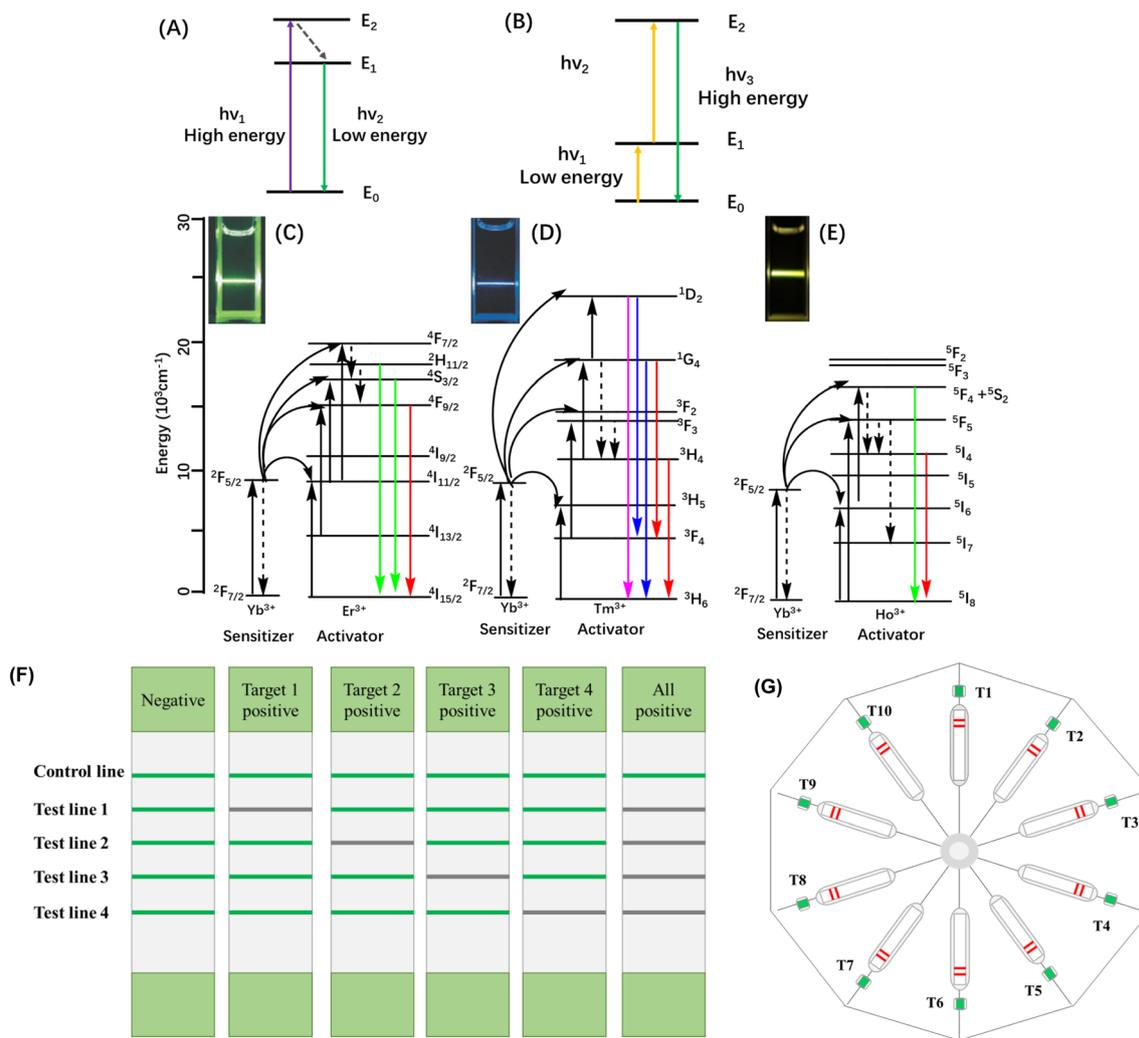 (A)
E₂
E₁
hv₁
High energy
hv₂
Low energy
E₀
(B)
E₂
hv₂
hv₃
High energy
E₁
hv₁
Low energy
E₀
Energy (10³cm⁻¹)
30
20
10
0
(C)
⁴F₇/₂
²H₁₁/₂
⁴S₃/₂
⁴F₉/₂
⁴I₉/₂
²F₅/₂
⁴I₁₁/₂
⁴I₁₃/₂
²F₇/₂
⁴I₁₅/₂
Yb³⁺
Er³⁺
Sensitizer
Activator
(D)
¹D₂
¹G₄
³F₂
³F₃
³H₄
²F₅/₂
³H₅
³F₄
²F₇/₂
³H₆
Yb³⁺
Tm³⁺
Sensitizer
Activator
(E)
⁵F₂
⁵F₃
⁵F₄ +⁵S₂
⁵F₅
⁵I₄
⁵I₅
²F₅/₂
⁵I₆
⁵I₇
²F₇/₂
⁵I₈
Yb³⁺
Ho³⁺
Sensitizer
Activator
(F)
Negative
Target 1
positive
Target 2
positive
Target 3
positive
Target 4
positive
All
positive
Control line
Test line 1
Test line 2
Test line 3
Test line 4
(G)
T1
T2
T3
T4
T5
T6
T7
T8
T9
T10